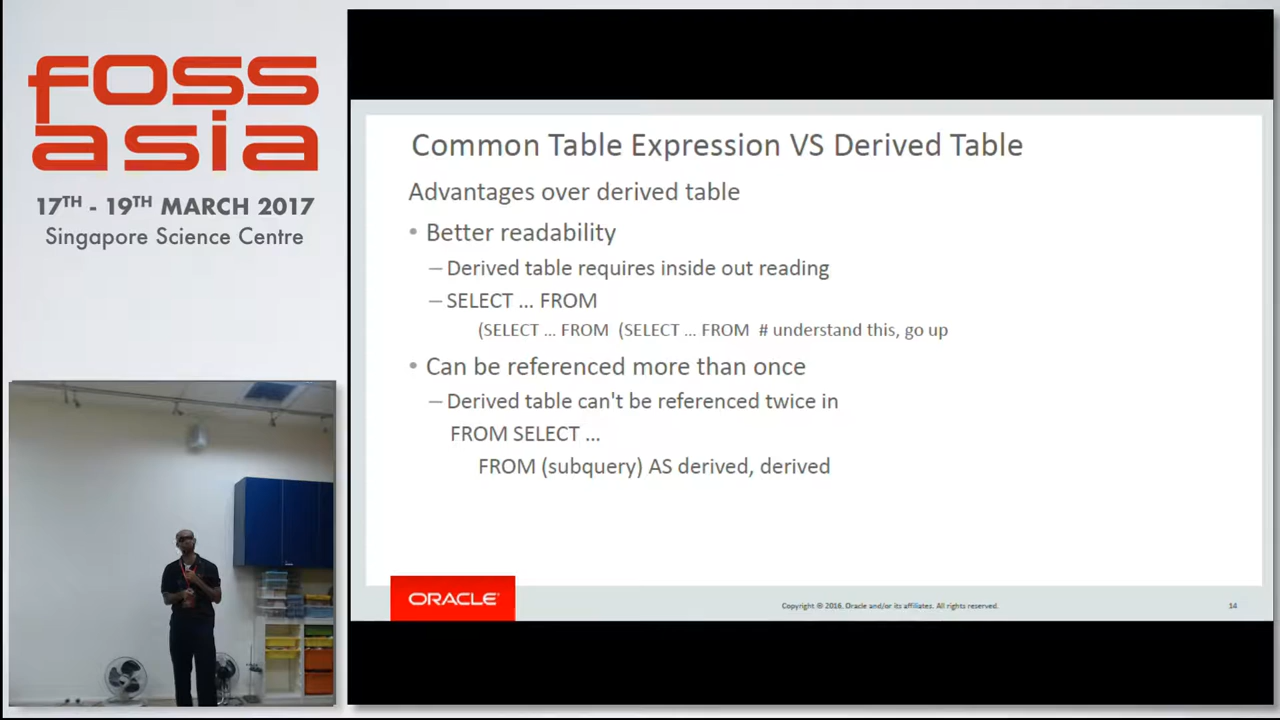 foss
asia
17TH - 19TH MARCH 2017
Singapore Science Centre
Common Table Expression VS Derived Table
Advantages over derived table
• Better readability
– Derived table requires inside out reading
– SELECT ... FROM
(SELECT ... FROM (SELECT ... FROM # understand this, go up
• Can be referenced more than once
– Derived table can't be referenced twice in
FROM SELECT ...
FROM (subquery) AS derived, derived
ORACLE
Copyright © 2016, Oracle and/or its affiliates. All rights reserved.
14